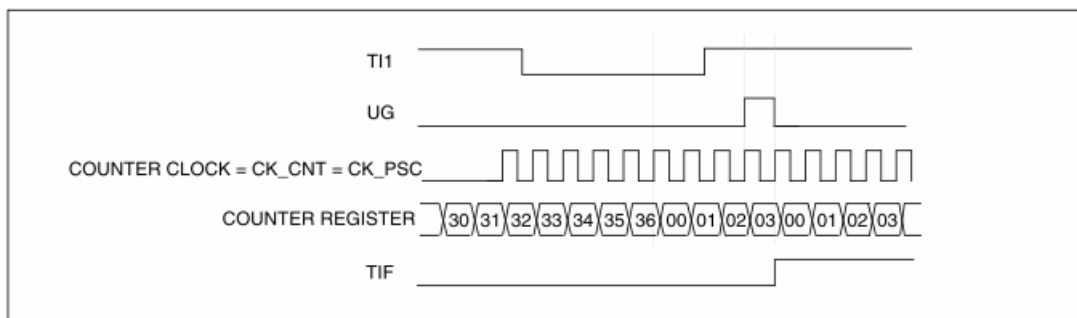 TI1
UG
COUNTER CLOCK = CK_CNT = CK_PSC
COUNTER REGISTER 30 31 32 33 34 35 36 00 01 02 03 00 01 02 03
TIF